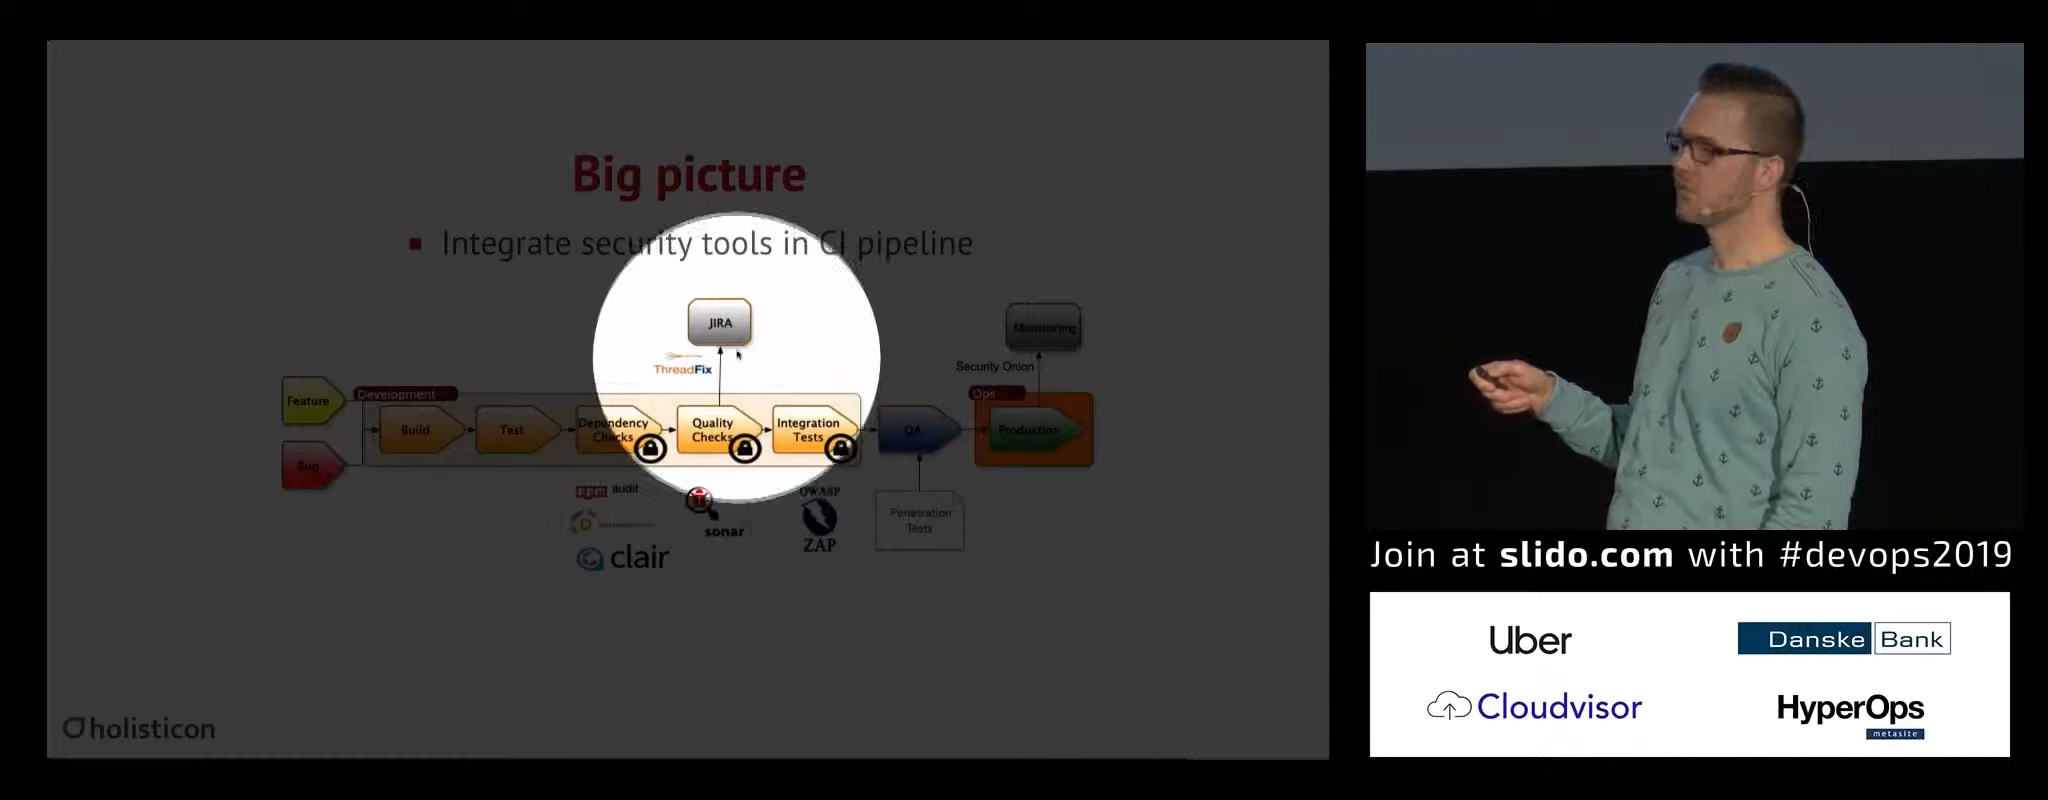 Big picture
Integrate security tools in CI pipeline
JIRA
Monitoring
ThreadFix
Security Onion
Feature
Development
Ops
Build
Test
Dependency
Checks
Quality
Checks
Integration
Tests
QA
Production
Bug
npm audit
OWASP
ZAP
sonar
clair
Penetration
Tests
holisticon
Join at slido.com with #devops2019
Uber
Danske Bank
Cloudvisor
HyperOps
metasite